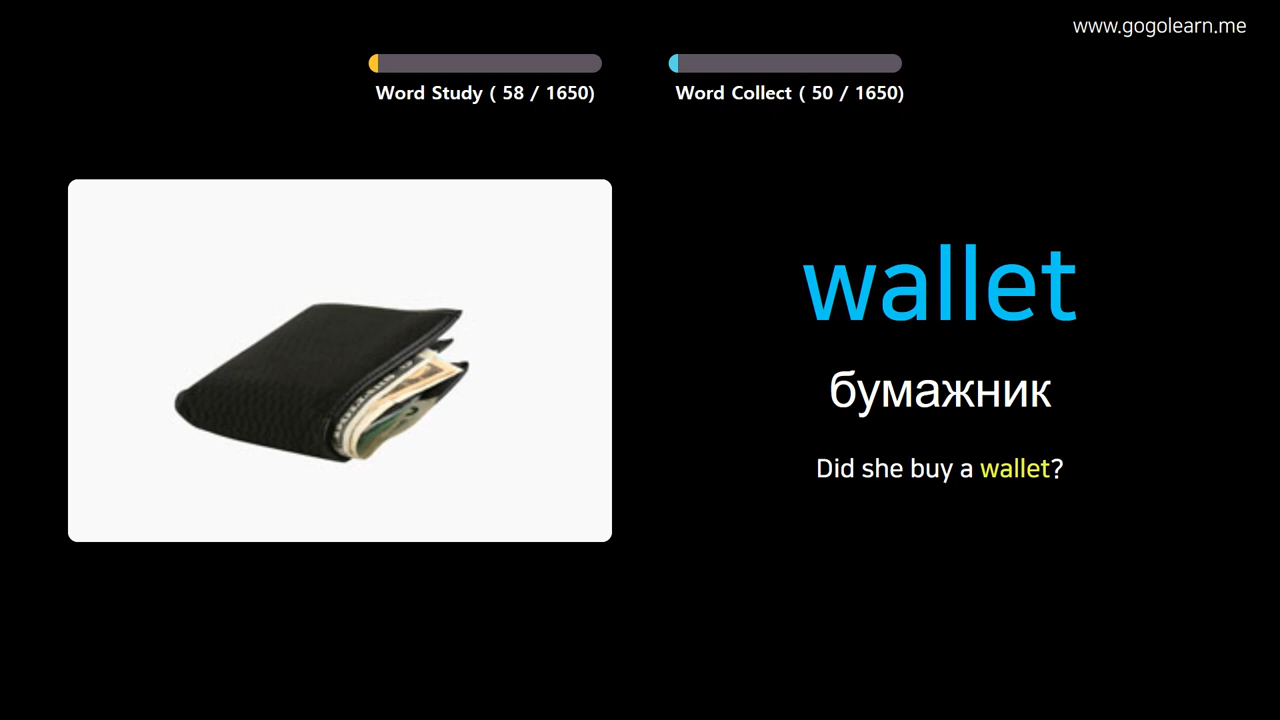 www.gogolearn.me
Word Study ( 58 / 1650)
Word Collect ( 50 / 1650)
wallet
бумажник
Did she buy a wallet?